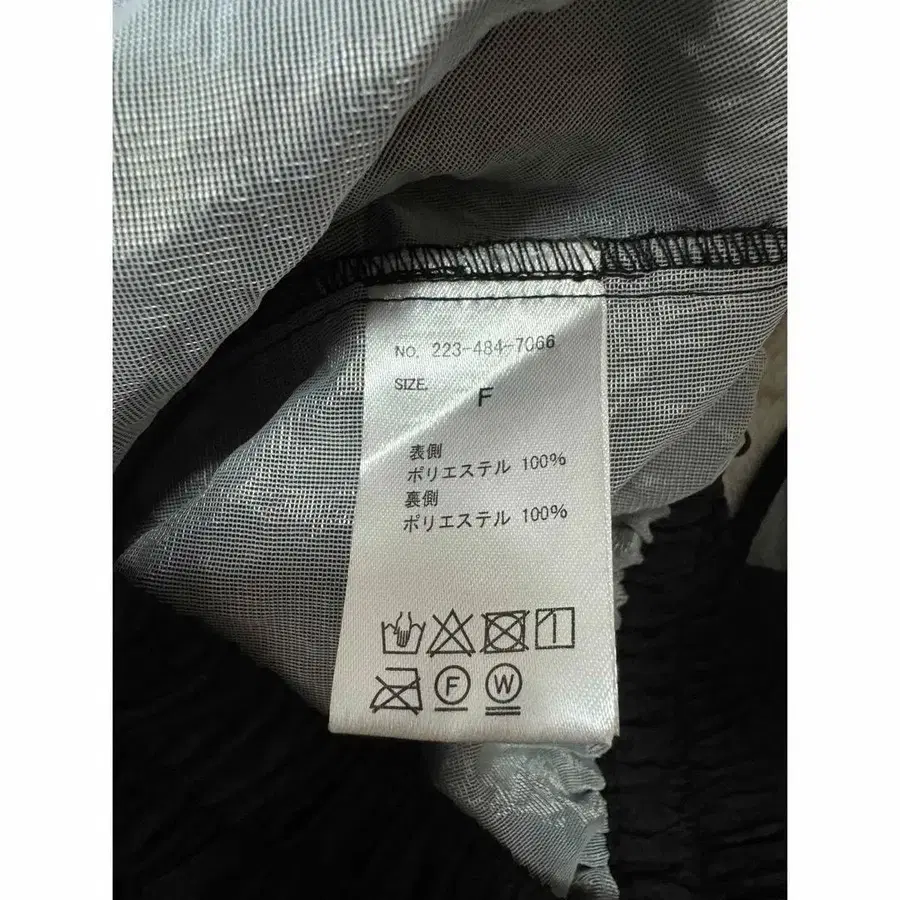 NO. 223-484-7066
SIZE. F
表側
ポリエステル 100%
裏側
ポリエステル 100%
F W